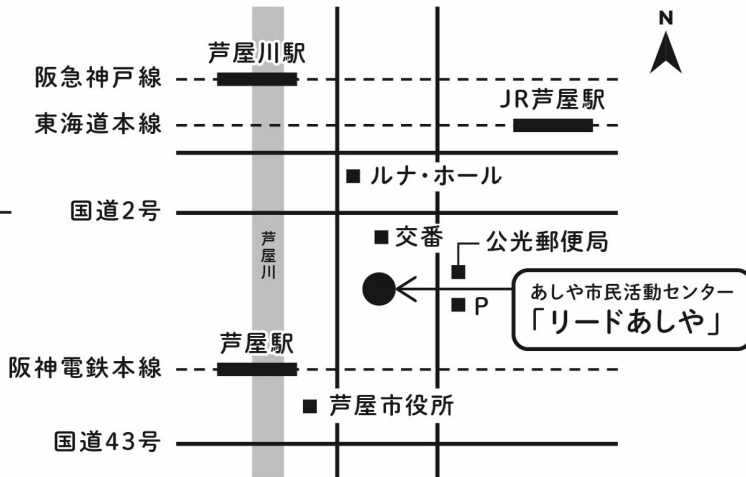 N
芦屋川駅
阪急神戸線
JR芦屋駅
東海道本線
ルナ・ホール
国道2号
交番
公光郵便局
芦屋川
あしや市民活動センター
「リードあしや」
P
芦屋駅
阪神電鉄本線
芦屋市役所
国道43号